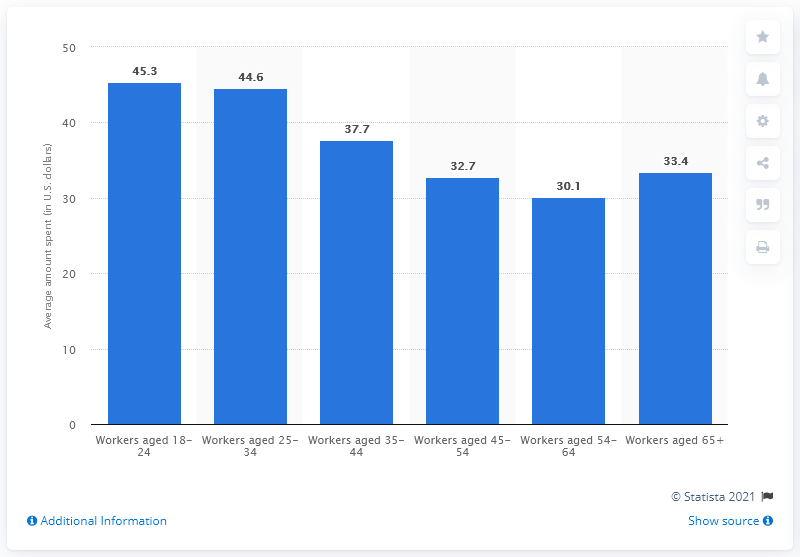 50
40
30
20
10
0
Average amount spent (in U.S. dollars)
45.3
44.6
37.7
32.7
30.1
33.4
Workers aged 18–
24
Workers aged 25–
34
Workers aged 35–
44
Workers aged 45–
54
Workers aged 54–
64
Workers aged 65+
© Statista 2021
Additional Information
Show source